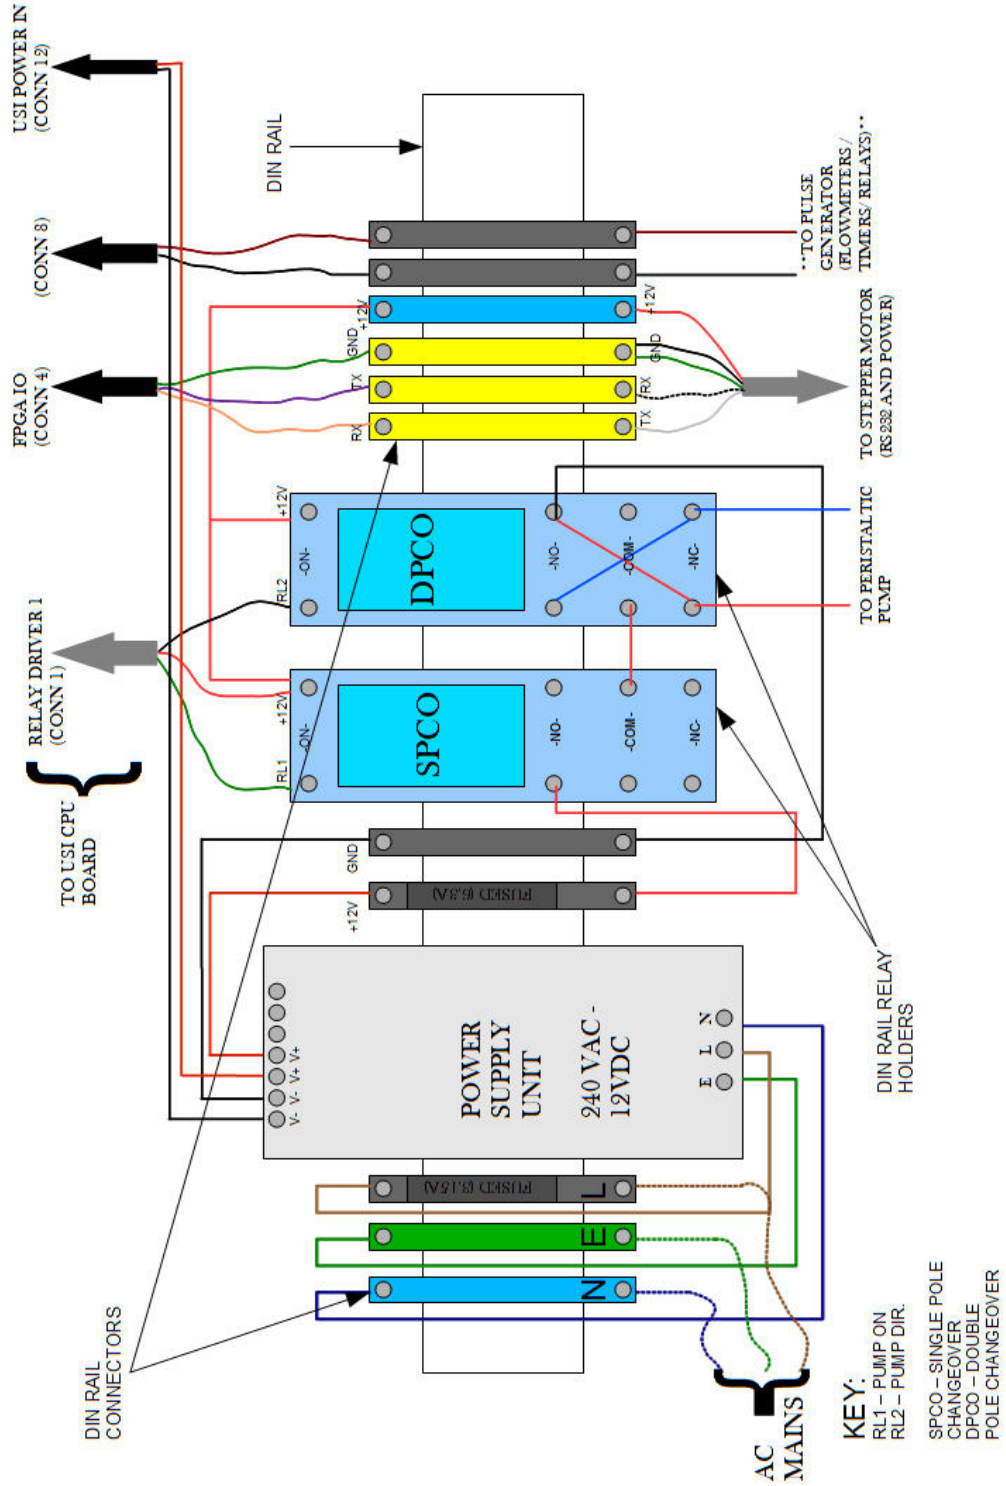 USI POWER IN
(CONN 12)
(CONN 8)
FPGA IO
(CONN 4)
RELAY DRIVER 1
(CONN 1)
TO USI CPU
BOARD
DIN RAIL
**TO PULSE
GENERATOR
(FLOWMETERS /
TIMERS/ RELAYS)**
+12V
GND
TX
RX
+12V
GND
RX
TX
TO STEPPER MOTOR
(RS232 AND POWER)
+12V
RL2
-ON-
DPCO
-NO-
-COM-
-NC-
TO PERISTALTIC
PUMP
+12V
RL1
-ON-
SPCO
-NO-
-COM-
-NC-
GND
+12V
FUSED (6.3A)
DIN RAIL RELAY
HOLDERS
V- V- V+ V+
POWER
SUPPLY
UNIT
240 VAC -
12VDC
E L N
FUSED (3.15A)
L
E
N
DIN RAIL
CONNECTORS
AC
MAINS
KEY:
RL1 – PUMP ON
RL2 – PUMP DIR.
SPCO – SINGLE POLE
CHANGEOVER
DPCO – DOUBLE
POLE CHANGEOVER